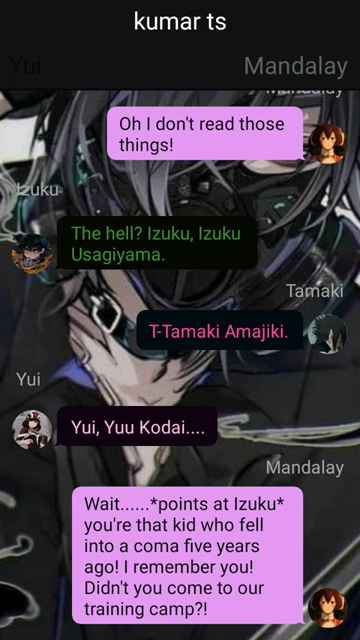 kumar ts
Yui
Mandalay
Mandalay
Oh I don't read those
things!
Izuku
The hell? Izuku, Izuku
Usagiyama.
Tamaki
T-Tamaki Amajiki.
Yui
Yui, Yuu Kodai....
Mandalay
Wait......*points at Izuku*
you're that kid who fell
into a coma five years
ago! I remember you!
Didn't you come to our
training camp?!